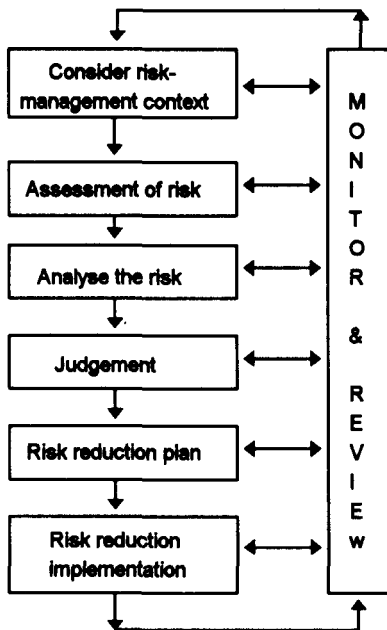 Consider risk-
management context
Assessment of risk
Analyse the risk
Judgement
Risk reduction plan
Risk reduction
implementation
M
O
N
I
T
O
R
&
R
E
V
I
E
w